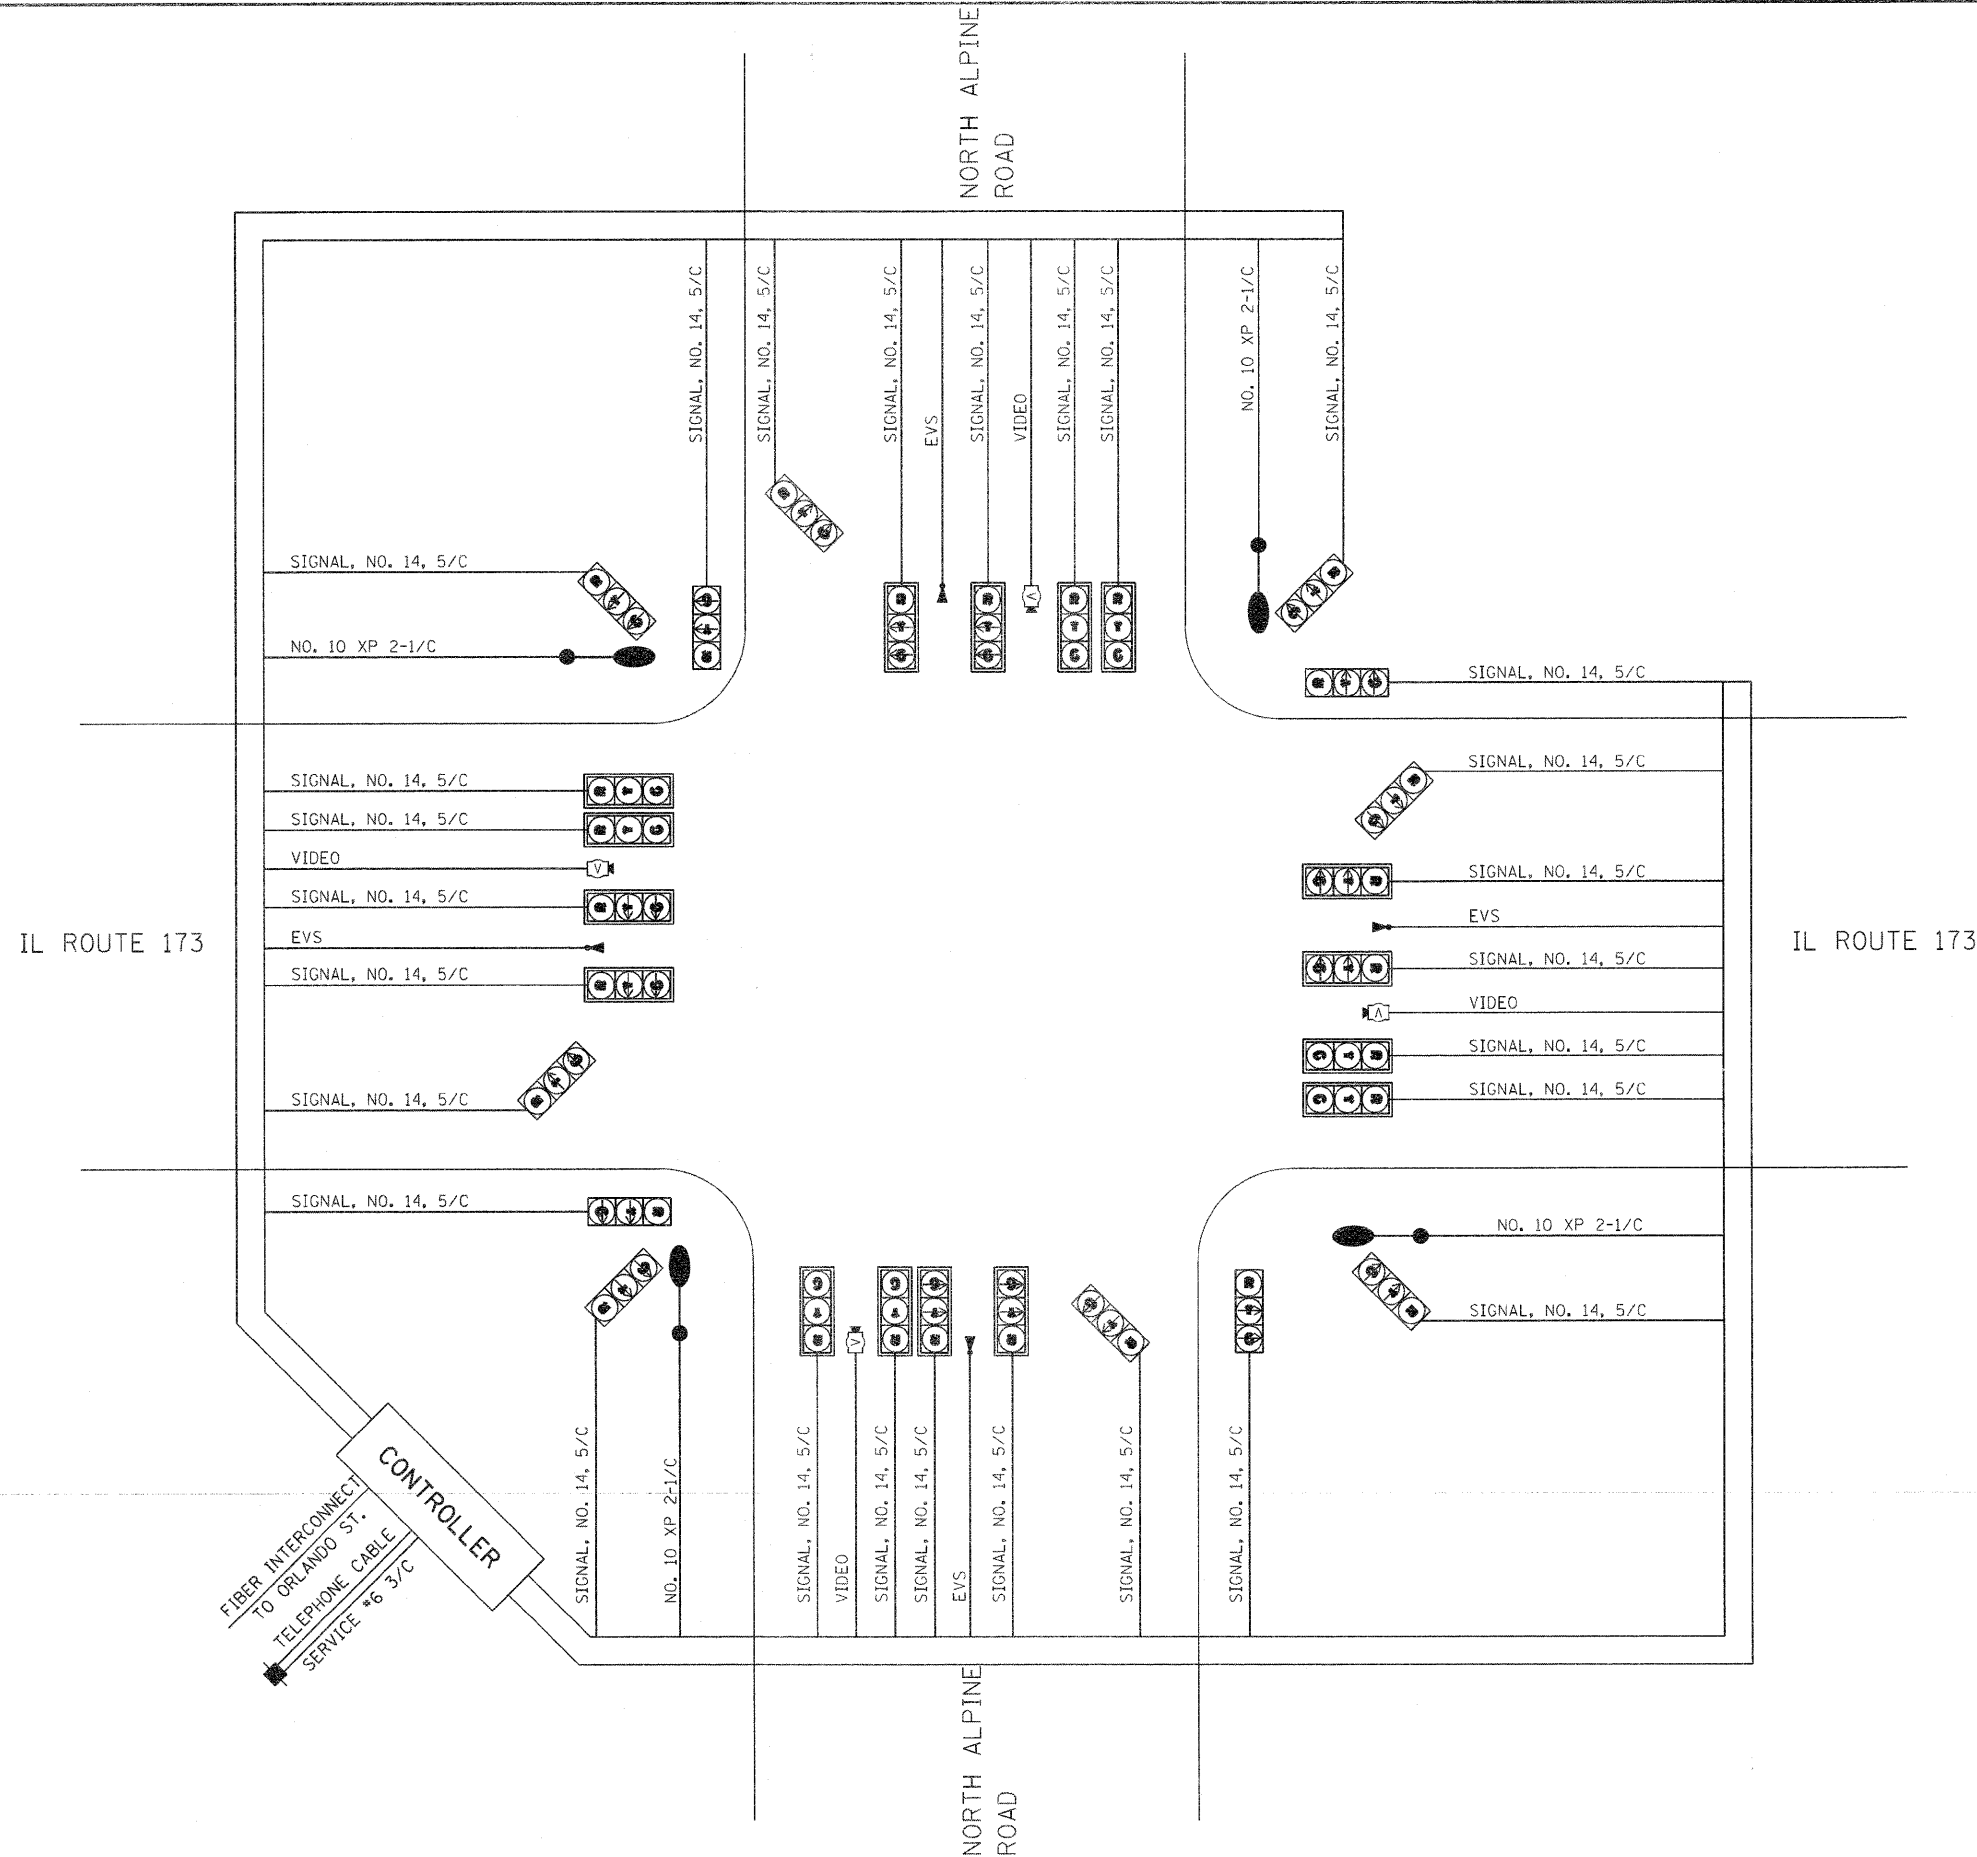 NORTH ALPINE
ROAD
SIGNAL, NO. 14, 5/C
SIGNAL, NO. 14, 5/C
SIGNAL, NO. 14, 5/C
EVS
SIGNAL, NO. 14, 5/C
VIDEO
SIGNAL, NO. 14, 5/C
SIGNAL, NO. 14, 5/C
NO. 10 XP 2-1/C
SIGNAL, NO. 14, 5/C
SIGNAL, NO. 14, 5/C
NO. 10 XP 2-1/C
SIGNAL, NO. 14, 5/C
SIGNAL, NO. 14, 5/C
VIDEO
V
SIGNAL, NO. 14, 5/C
EVS
SIGNAL, NO. 14, 5/C
SIGNAL, NO. 14, 5/C
SIGNAL, NO. 14, 5/C
IL ROUTE 173
SIGNAL, NO. 14, 5/C
SIGNAL, NO. 14, 5/C
SIGNAL, NO. 14, 5/C
EVS
SIGNAL, NO. 14, 5/C
VIDEO
V
SIGNAL, NO. 14, 5/C
SIGNAL, NO. 14, 5/C
IL ROUTE 173
NO. 10 XP 2-1/C
SIGNAL, NO. 14, 5/C
SIGNAL, NO. 14, 5/C
NO. 10 XP 2-1/C
SIGNAL, NO. 14, 5/C
VIDEO
V
SIGNAL, NO. 14, 5/C
SIGNAL, NO. 14, 5/C
EVS
SIGNAL, NO. 14, 5/C
SIGNAL, NO. 14, 5/C
SIGNAL, NO. 14, 5/C
CONTROLLER
FIBER INTERCONNECT
TO ORLANDO ST.
TELEPHONE CABLE
SERVICE #6 3/C
NORTH ALPINE
ROAD